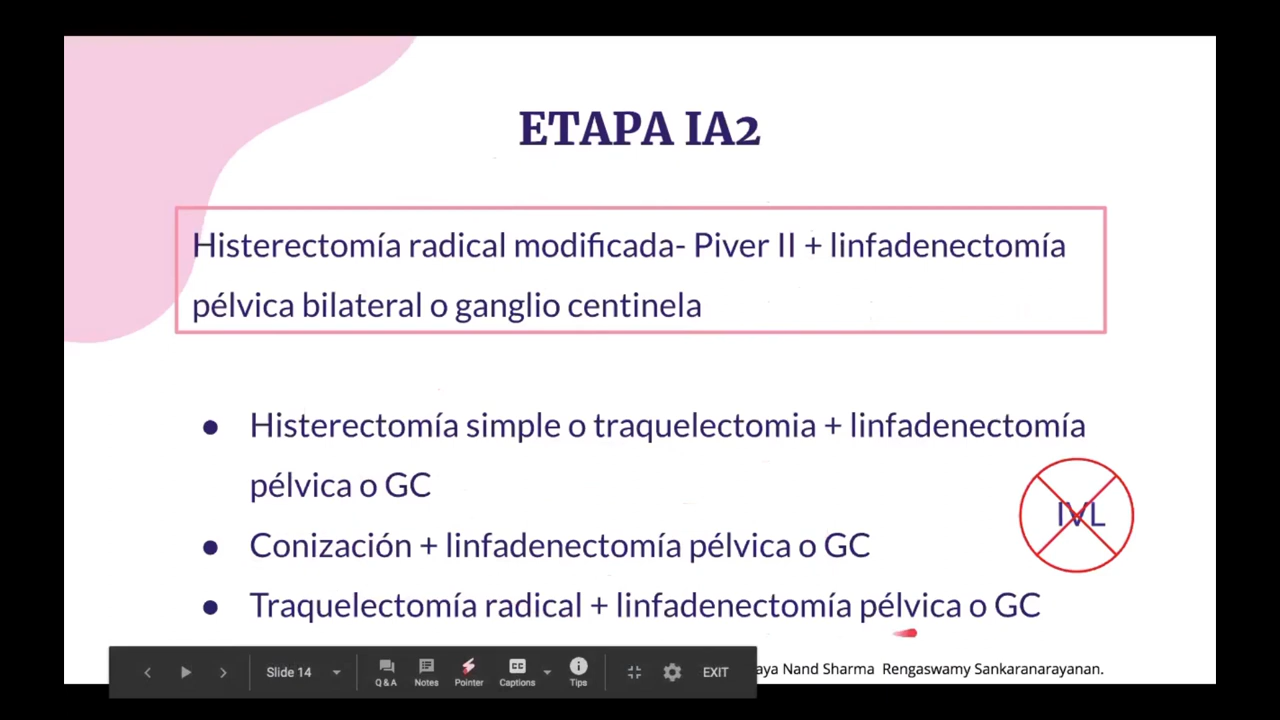 ETAPA IA2
Histerectomía radical modificada- Piver II + linfadenectomía
pélvica bilateral o ganglio centinela
● Histerectomía simple o traquelectomia + linfadenectomía
pélvica o GC
IVL
● Conización + linfadenectomía pélvica o GC
● Traquelectomía radical + linfadenectomía pélvica o GC
Nand Sharma Rengaswamy Sankaranarayanan.
Slide 14
Q & A
Notes
Pointer
CC
Captions
Tips
EXIT